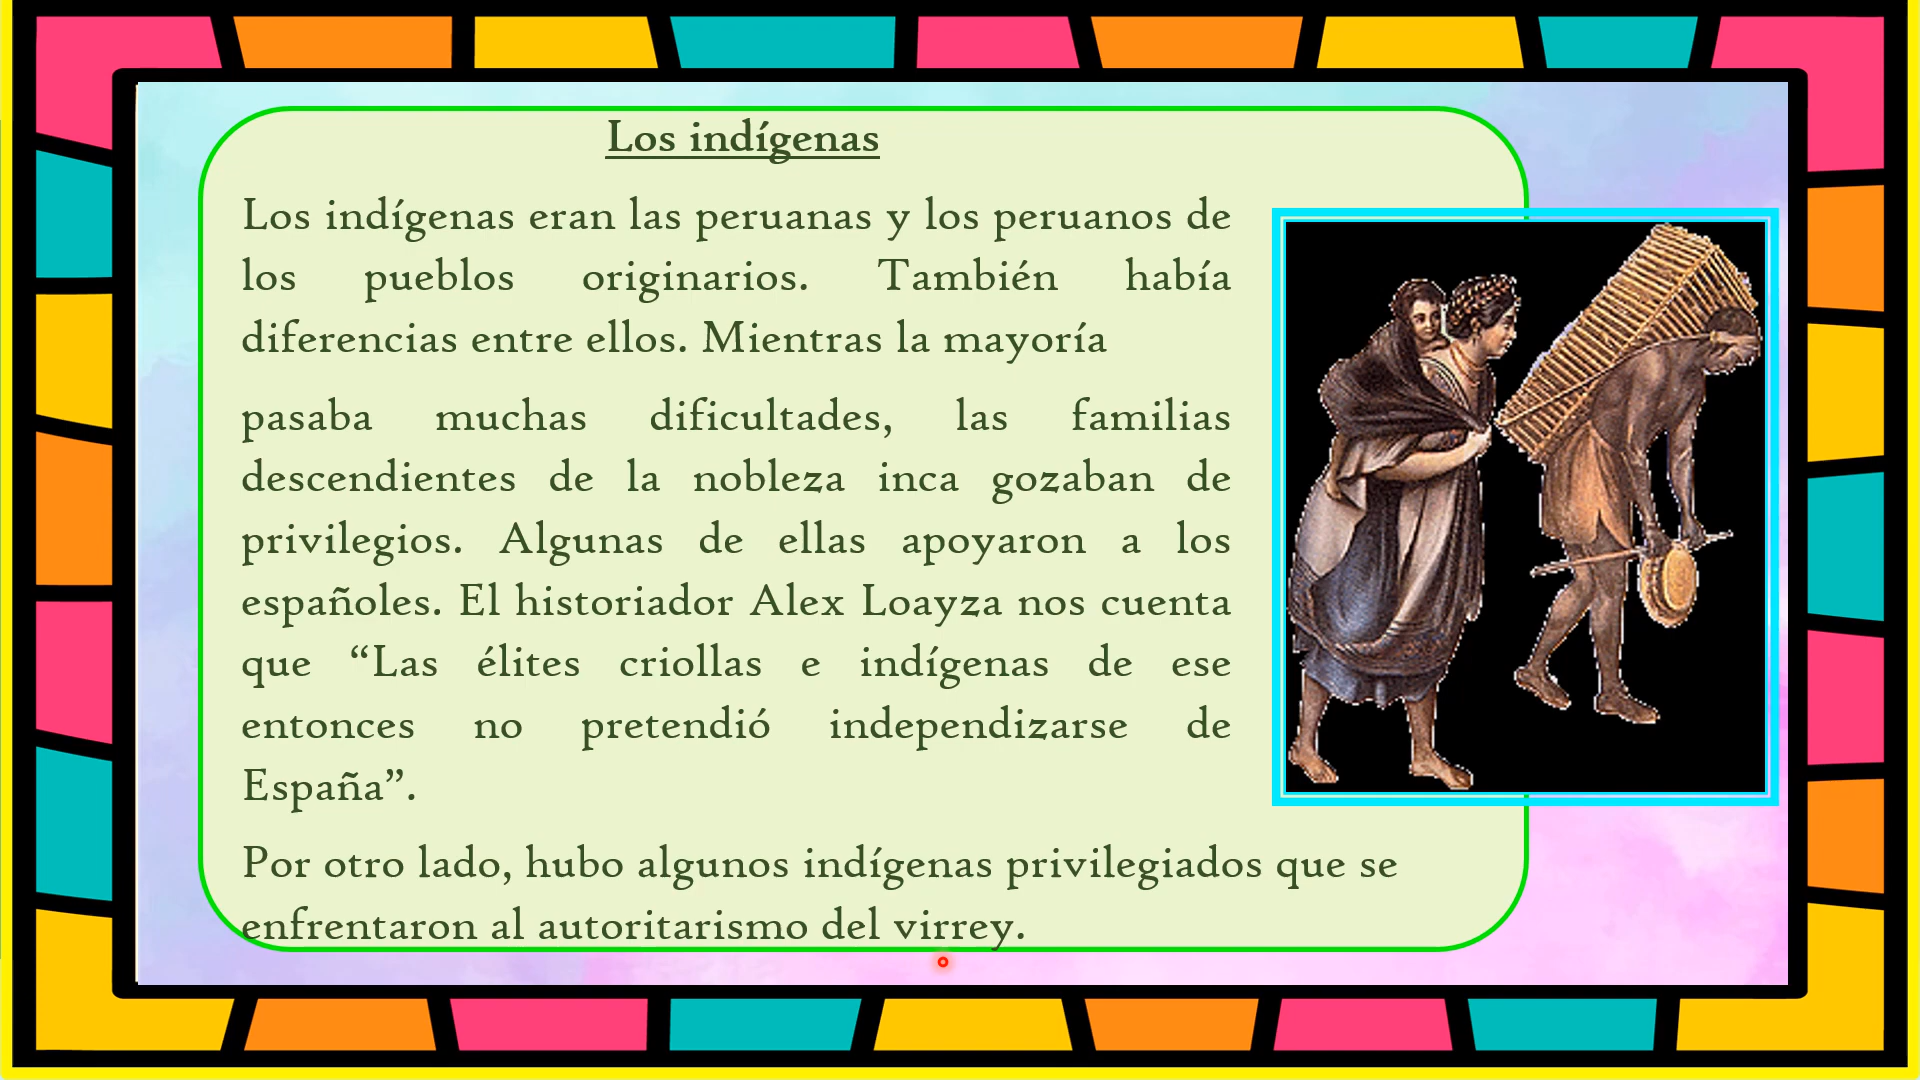 Los indígenas
Los indígenas eran las peruanas y los peruanos de
los pueblos originarios. También había
diferencias entre ellos. Mientras la mayoría
pasaba muchas dificultades, las familias
descendientes de la nobleza inca gozaban de
privilegios. Algunas de ellas apoyaron a los
españoles. El historiador Alex Loayza nos cuenta
que “Las élites criollas e indígenas de ese
entonces no pretendió independizarse de
España”.
Por otro lado, hubo algunos indígenas privilegiados que se
enfrentaron al autoritarismo del virrey.